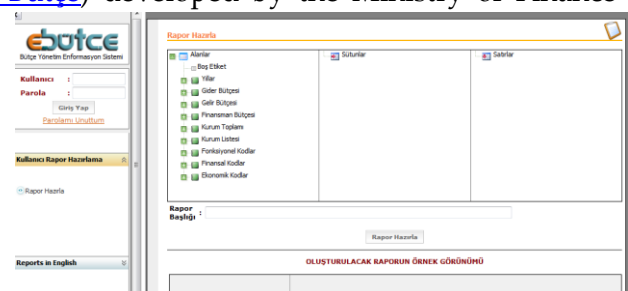 Bütçe) developed by the Ministry of Finance
ebütce
Bütçe Yönetim Enformasyon Sistemi
Kullanıcı :
Parola :
Giriş Yap
Parolamı Unuttum
Kullanıcı Rapor Hazırlama
Rapor Hazırla
Reports in English
Rapor Hazırla
Alanlar
Boş Etiket
Yıllar
Gider Bütçesi
Gelir Bütçesi
Finansman Bütçesi
Kurum Toplamı
Kurum Listesi
Fonksiyonel Kodlar
Finansal Kodlar
Ekonomik Kodlar
Sütunlar
Satırlar
Rapor
Başlığı :
Rapor Hazırla
OLUŞTURULACAK RAPORUN ÖRNEK GÖRÜNÜMÜ